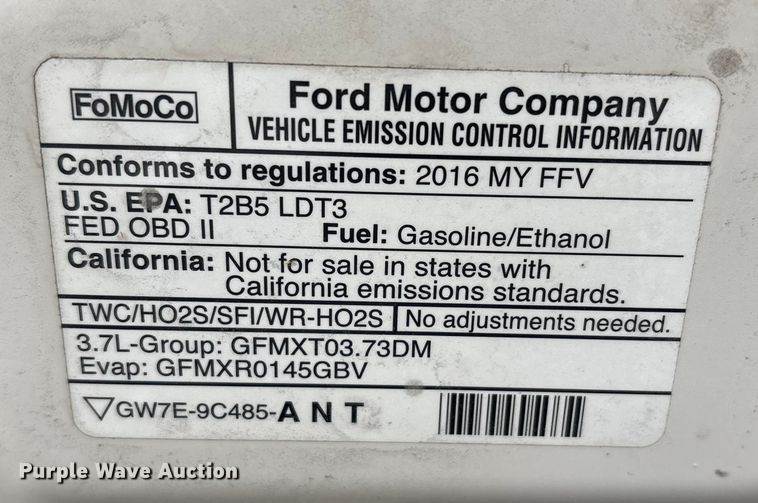 FoMoCo
Ford Motor Company
VEHICLE EMISSION CONTROL INFORMATION
Conforms to regulations: 2016 MY FFV
U.S. EPA: T2B5 LDT3
FED OBD II Fuel: Gasoline/Ethanol
California: Not for sale in states with
California emissions standards.
TWC/HO2S/SFI/WR-HO2S No adjustments needed.
3.7L-Group: GFMXT03.73DM
Evap: GFMXR0145GBV
GW7E-9C485-A N T
Purple Wave Auction